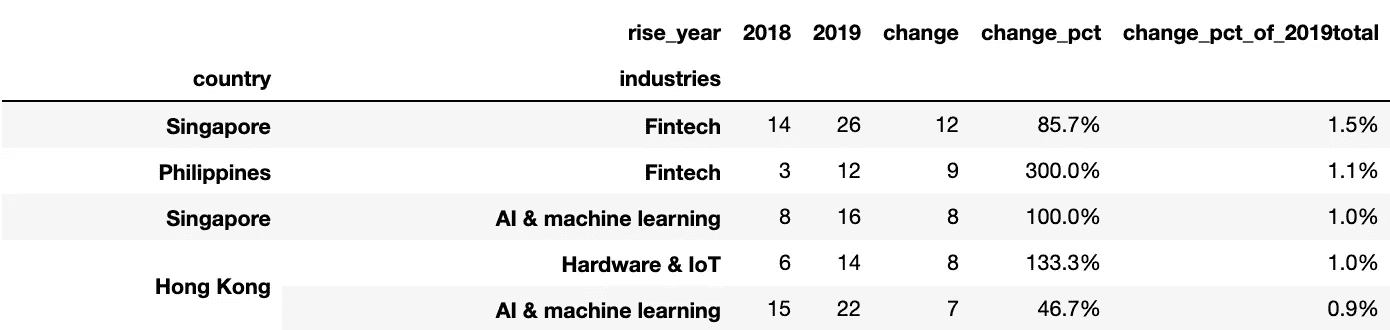 rise_year 2018 2019 change change_pct change_pct_of_2019total
country industries
Singapore Fintech 14 26 12 85.7% 1.5%
Philippines Fintech 3 12 9 300.0% 1.1%
Singapore AI & machine learning 8 16 8 100.0% 1.0%
Hong Kong Hardware & IoT 6 14 8 133.3% 1.0%
AI & machine learning 15 22 7 46.7% 0.9%